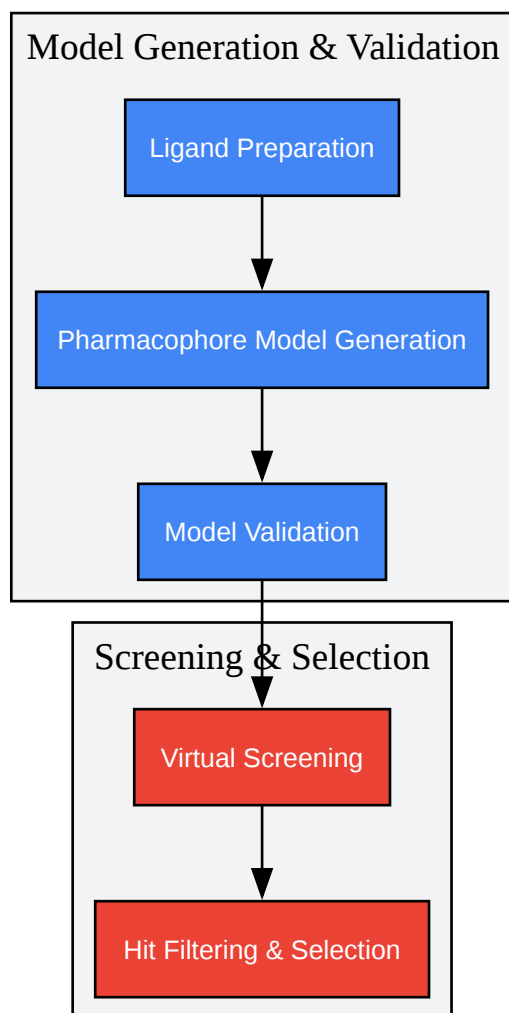 Model Generation & Validation
Ligand Preparation
Pharmacophore Model Generation
Model Validation
Screening & Selection
Virtual Screening
Hit Filtering & Selection